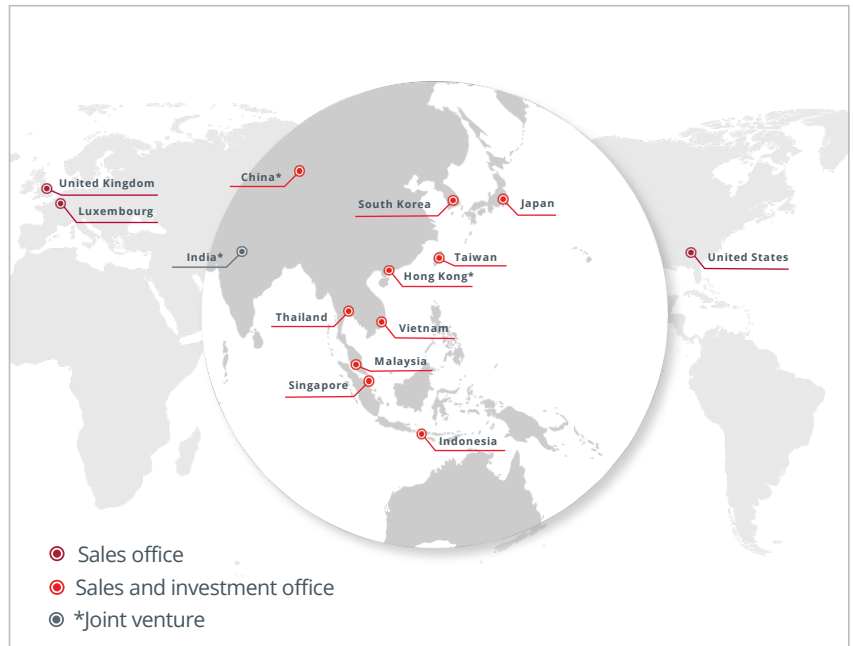 China*
United Kingdom
South Korea
Japan
Luxembourg
India*
Taiwan
United States
Hong Kong*
Thailand
Vietnam
Malaysia
Singapore
Indonesia
Sales office
Sales and investment office
*Joint venture